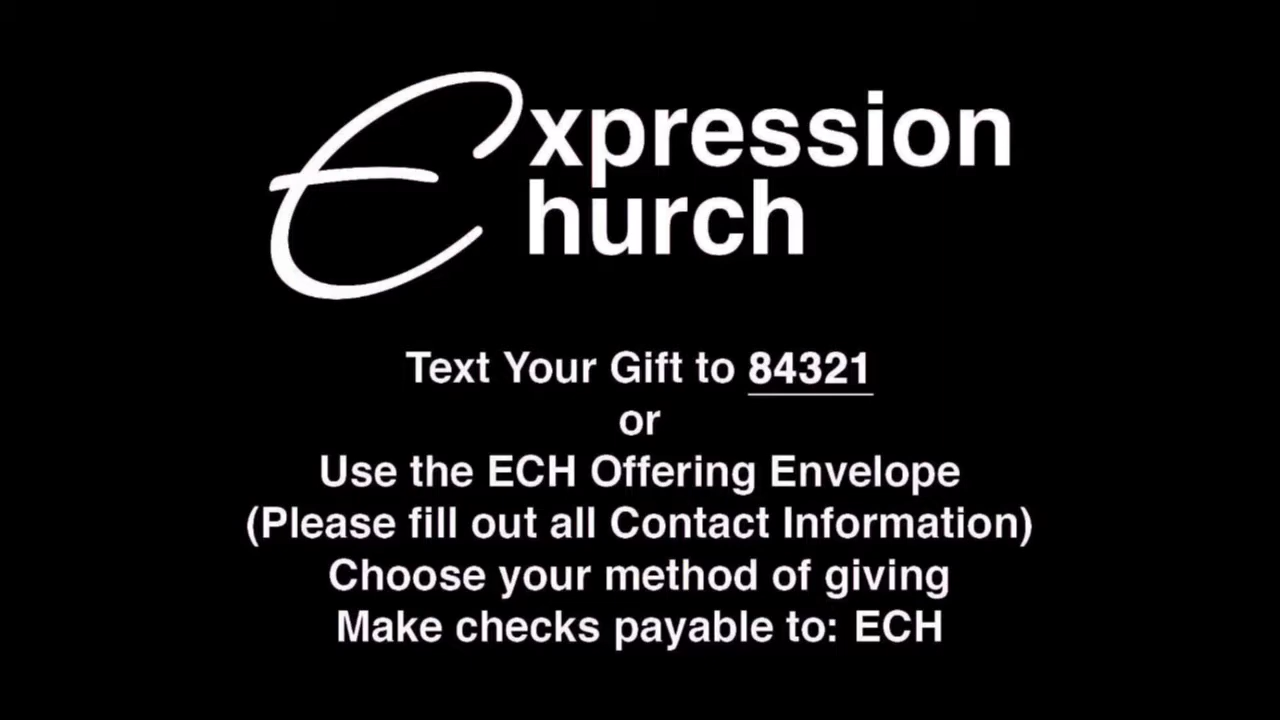 Expression
Church
Text Your Gift to 84321
or
Use the ECH Offering Envelope
(Please fill out all Contact Information)
Choose your method of giving
Make checks payable to: ECH